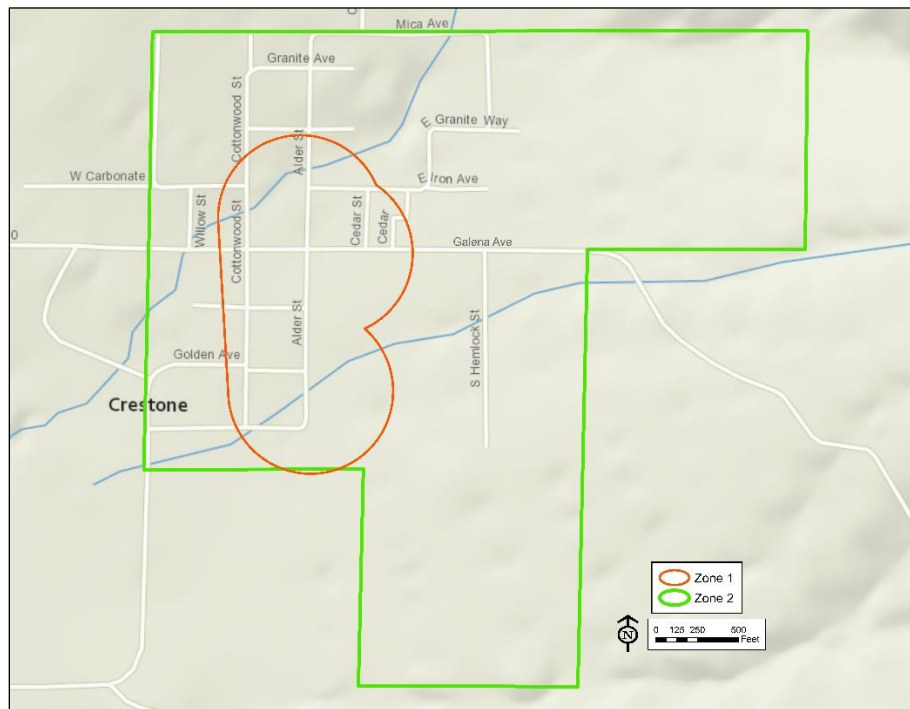 C
Mica Ave
Granite Ave
Cottonwood St
Alder St
E Granite Way
W Carbonate
E Iron Ave
Willow St
Cottonwood St
Cedar St
Cedar
0
Galena Ave
Alder St
S Hemlock St
Golden Ave
Crestone
Zone 1
Zone 2
N
0 125 250 500
Feet